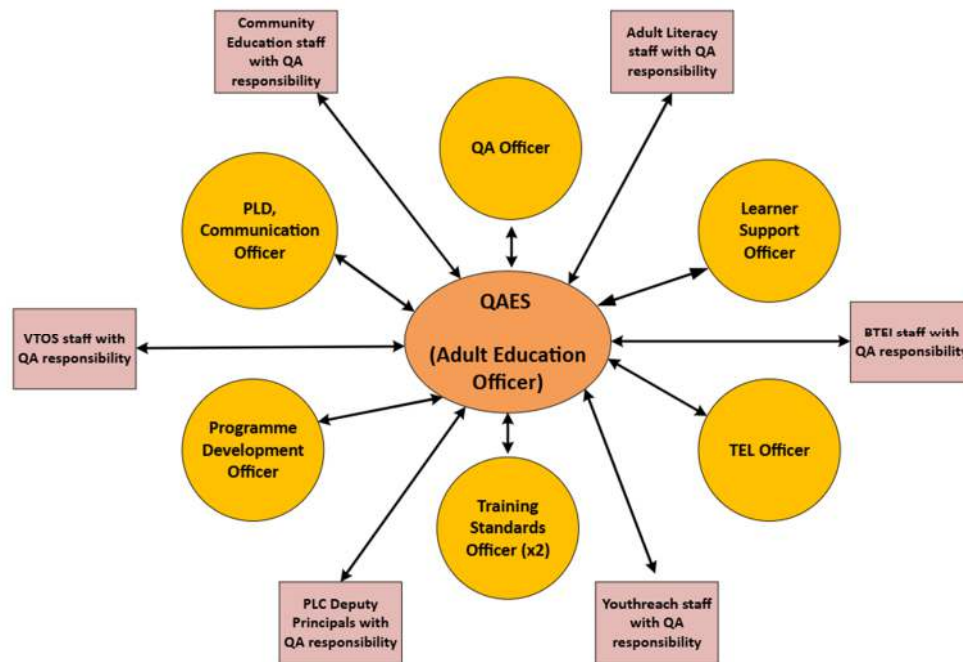 Community
Education staff
with QA
responsibility
Adult Literacy
staff with QA
responsibility
QA Officer
PLD,
Communication
Officer
Learner
Support
Officer
QAES
(Adult Education
Officer)
VTOS staff with
QA responsibility
BTEI staff with
QA responsibility
Programme
Development
Officer
TEL Officer
Training
Standards
Officer (x2)
PLC Deputy
Principals with
QA responsibility
Youthreach staff
with QA
responsibility